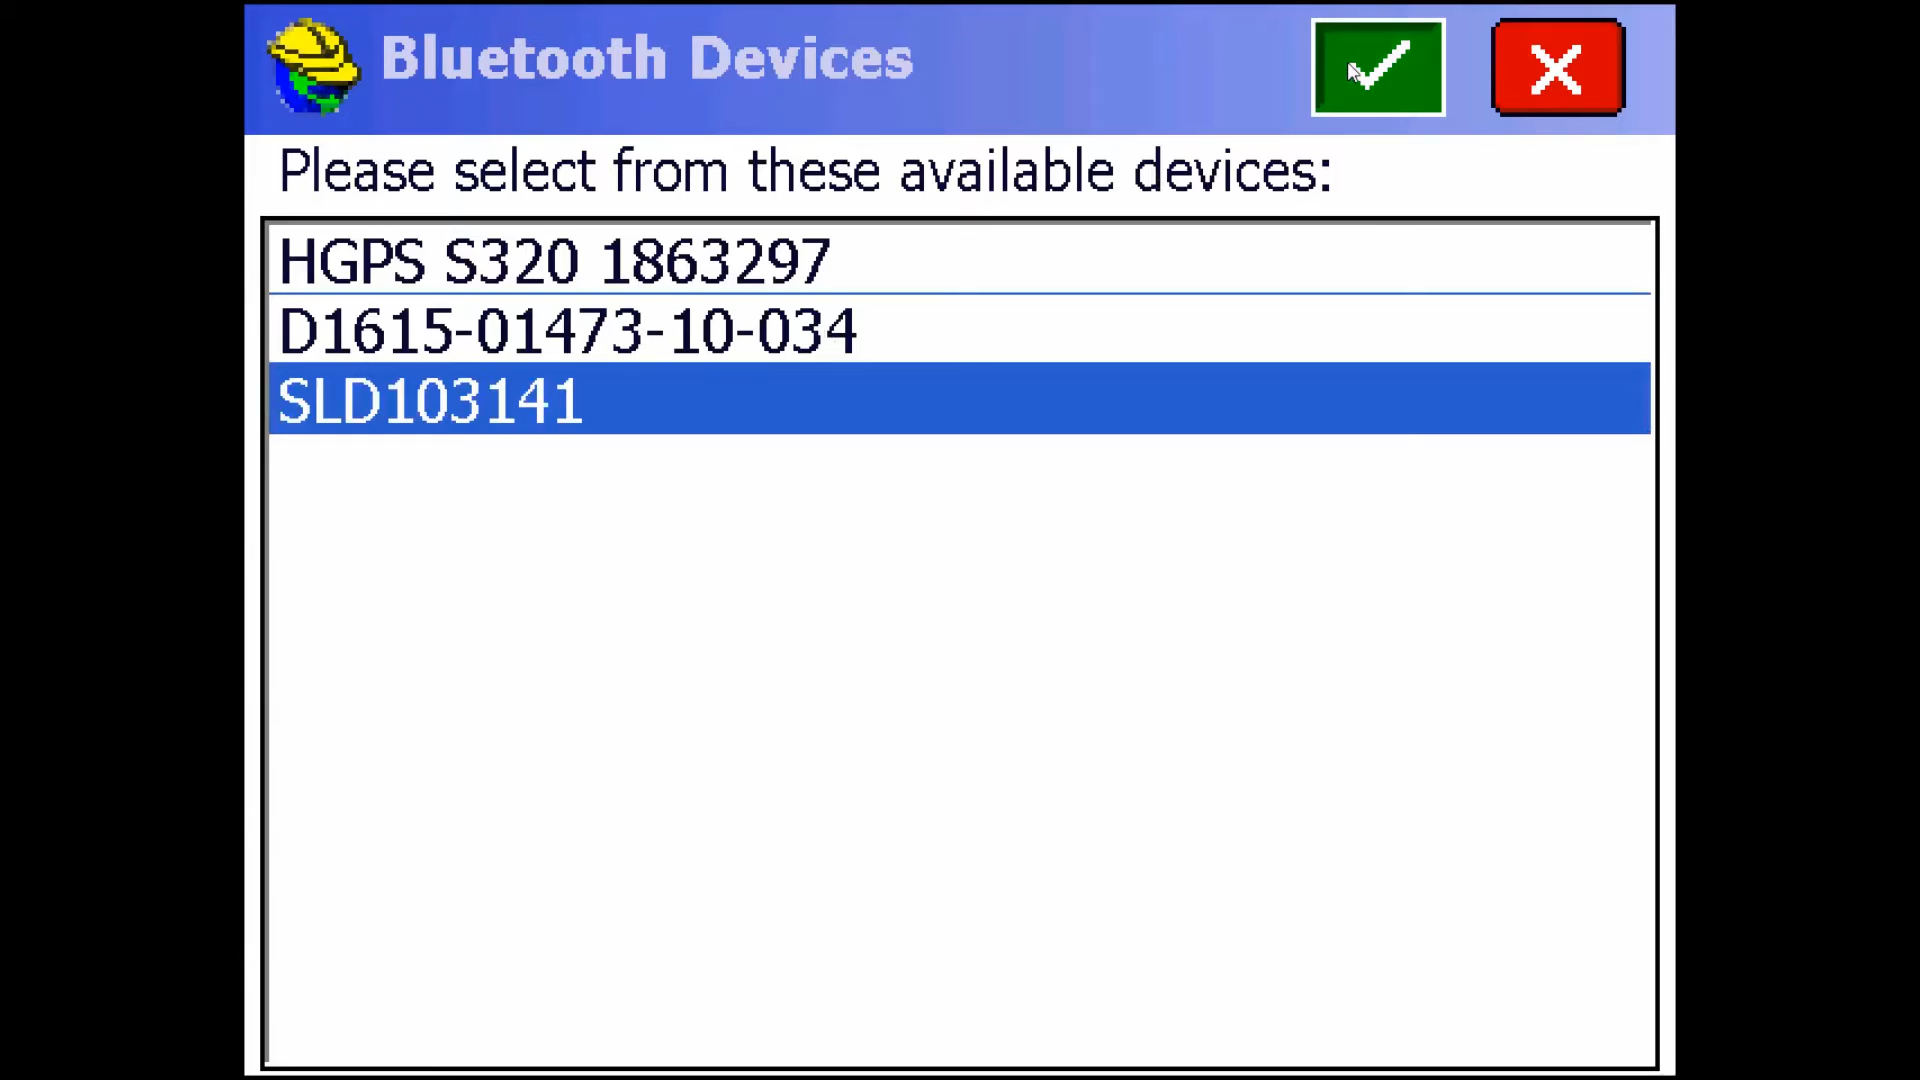 Bluetooth Devices
Please select from these available devices:
HGPS S320 1863297
D1615-01473-10-034
SLD103141